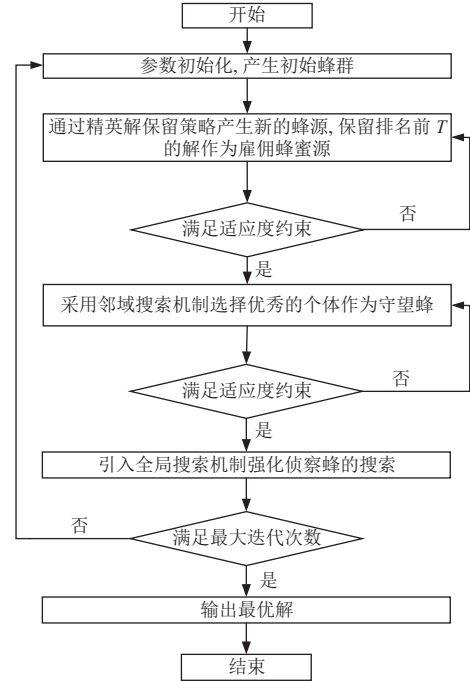 开始
参数初始化, 产生初始蜂群
通过精英解保留策略产生新的蜂源, 保留排名前 T
的解作为雇佣蜂蜜源
满足适应度约束
否
是
采用邻域搜索机制选择优秀的个体作为守望蜂
满足适应度约束
否
是
引入全局搜索机制强化侦察蜂的搜索
否
满足最大迭代次数
是
输出最优解
结束